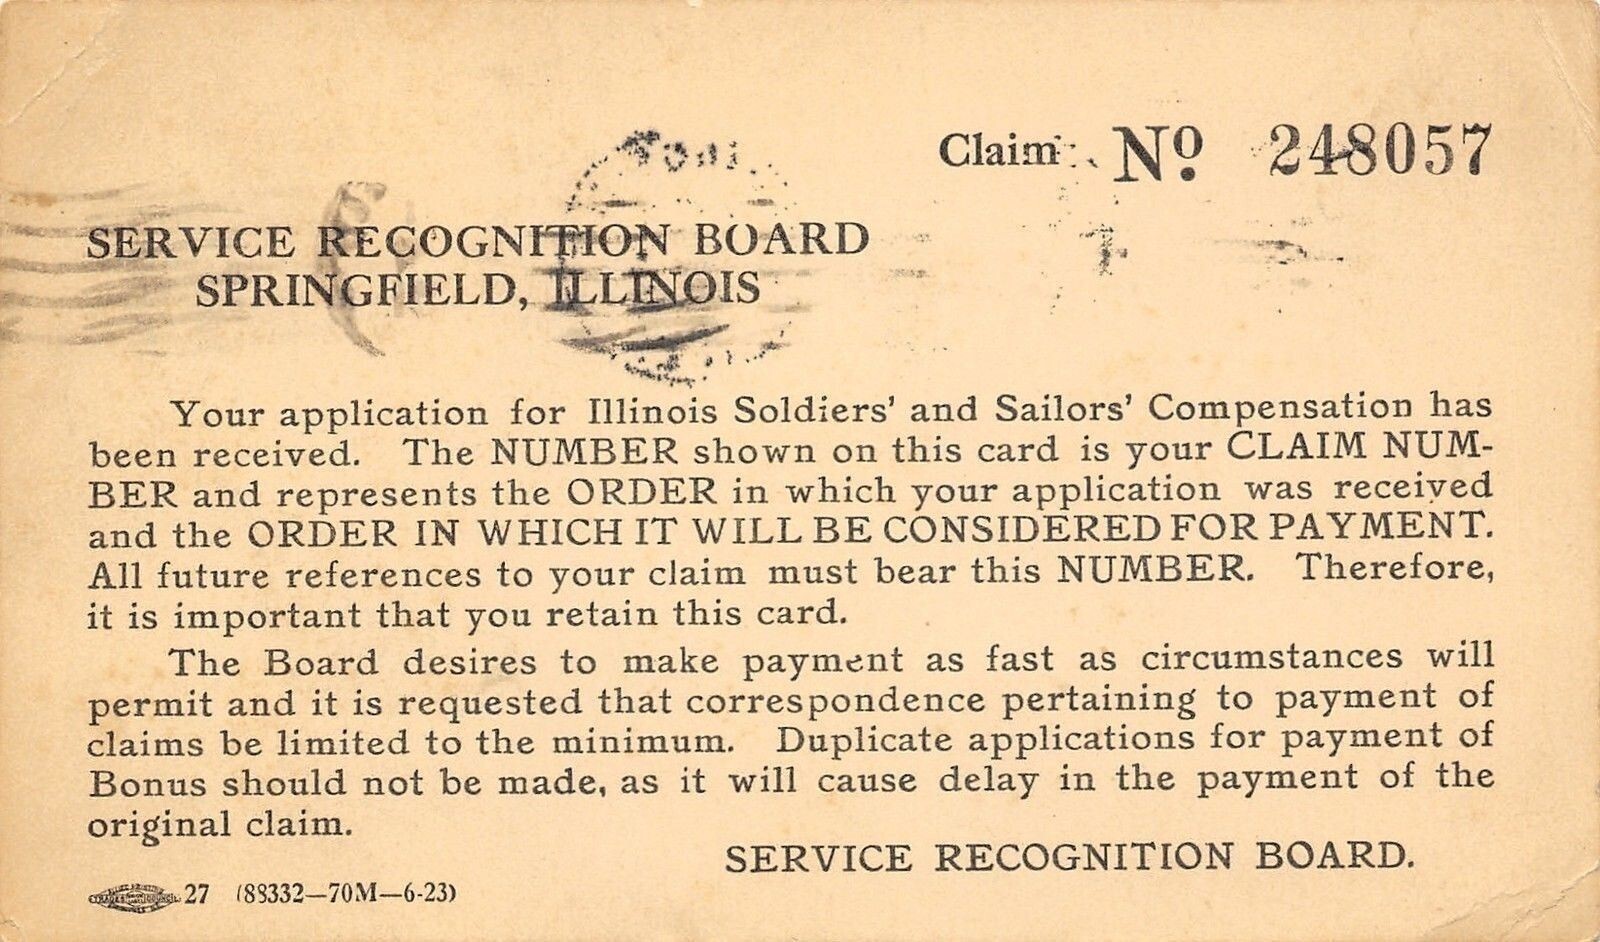 Claim No. 248057
SERVICE RECOGNITION BOARD
SPRINGFIELD, ILLINOIS
Your application for Illinois Soldiers' and Sailors' Compensation has
been received. The NUMBER shown on this card is your CLAIM NUM-
BER and represents the ORDER in which your application was received
and the ORDER IN WHICH IT WILL BE CONSIDERED FOR PAYMENT.
All future references to your claim must bear this NUMBER. Therefore,
it is important that you retain this card.
The Board desires to make payment as fast as circumstances will
permit and it is requested that correspondence pertaining to payment of
claims be limited to the minimum. Duplicate applications for payment of
Bonus should not be made, as it will cause delay in the payment of the
original claim.
SERVICE RECOGNITION BOARD.
27 (88332—70M—6-23)